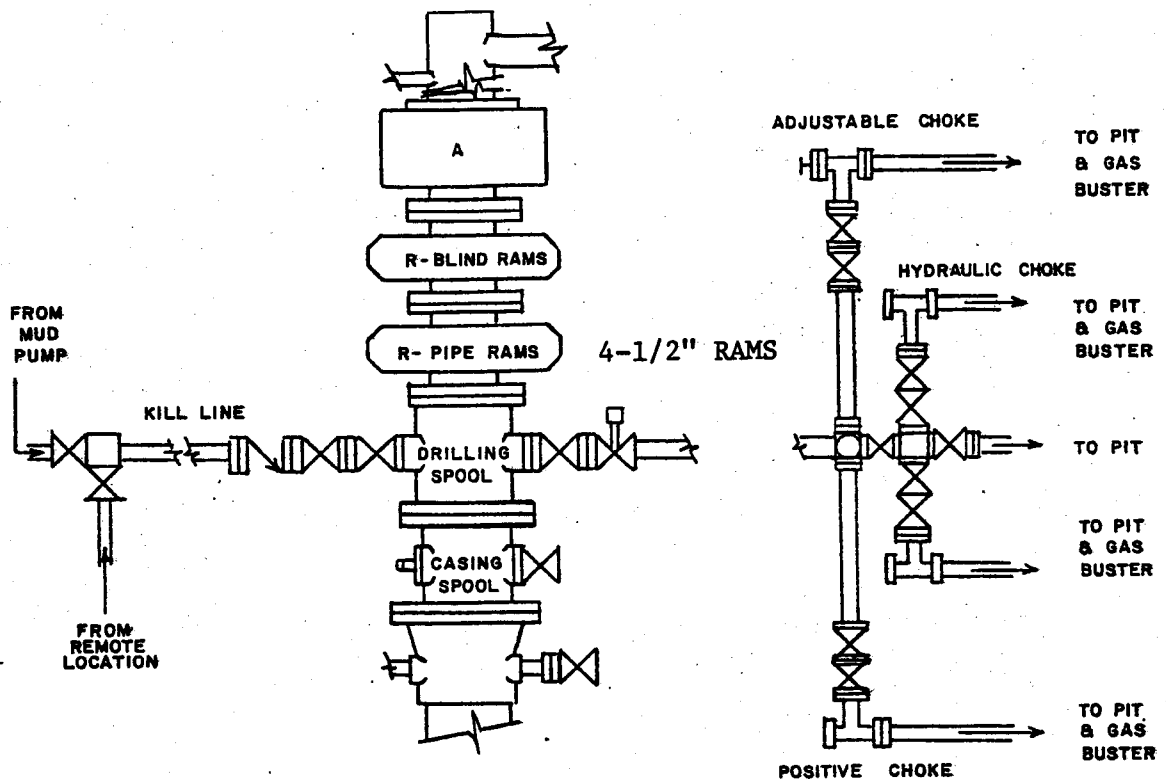 A
R-BLIND RAMS
R- PIPE RAMS
4-1/2" RAMS
FROM
MUD
PUMP
KILL LINE
DRILLING
SPOOL
CASING
SPOOL
FROM
REMOTE
LOCATION
ADJUSTABLE CHOKE
TO PIT
& GAS
BUSTER
HYDRAULIC CHOKE
TO PIT
& GAS
BUSTER
TO PIT
TO PIT
& GAS
BUSTER
TO PIT
& GAS
BUSTER
POSITIVE CHOKE